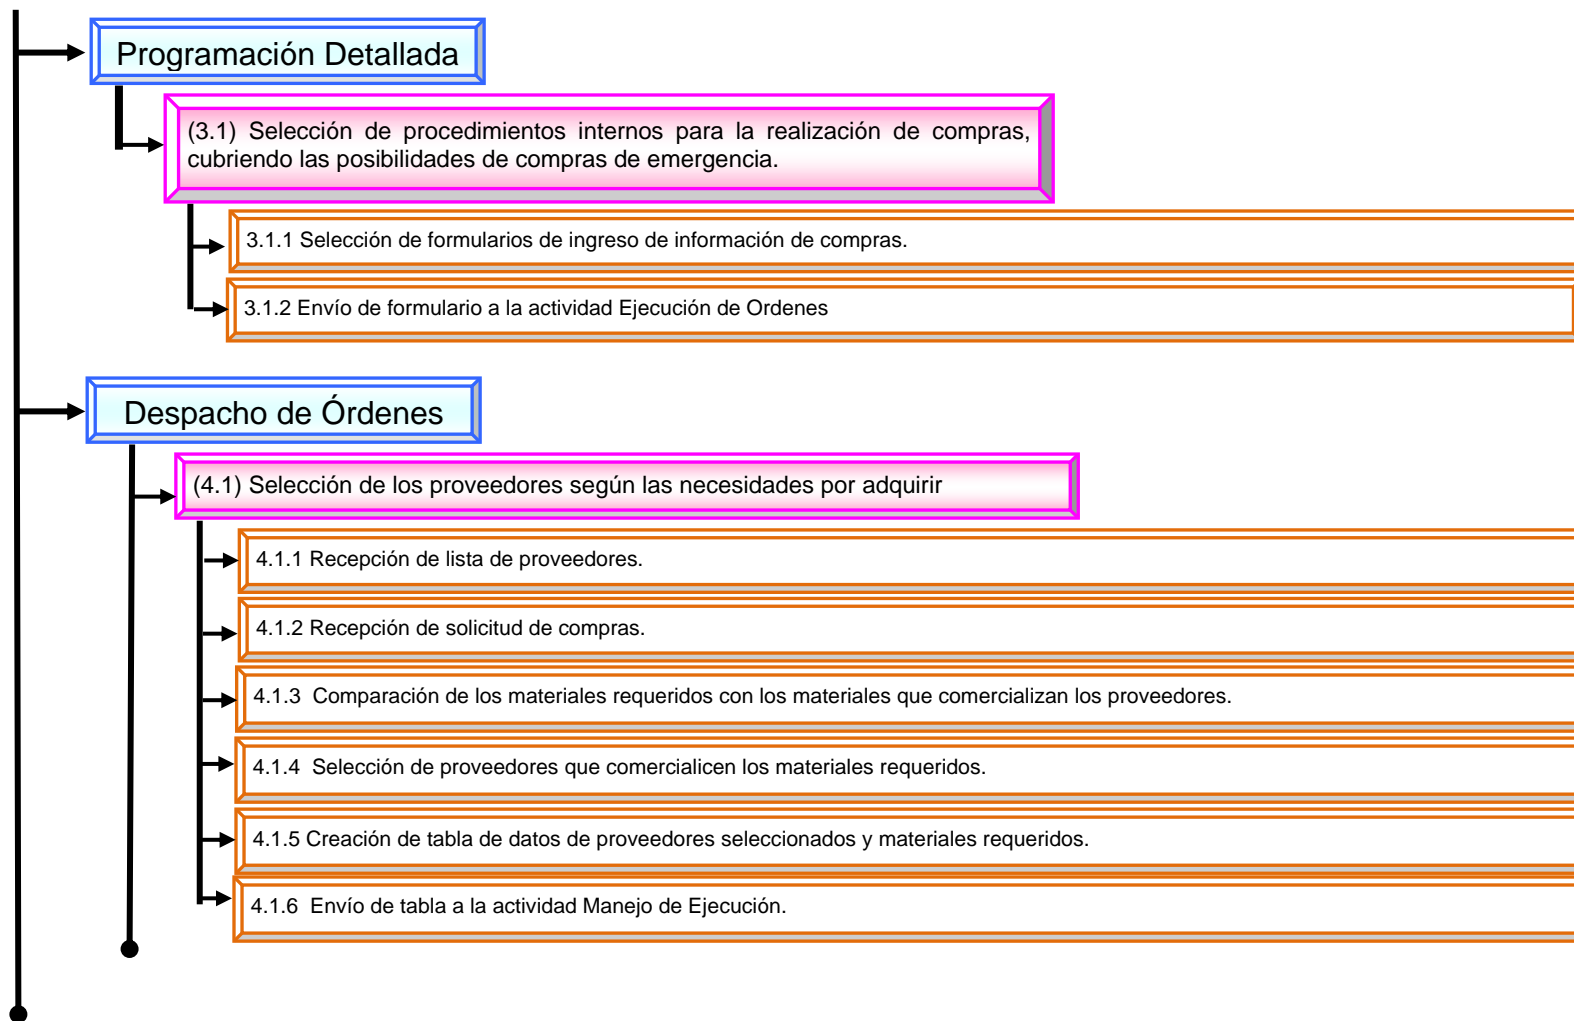 Programación Detallada
(3.1) Selección de procedimientos internos para la realización de compras,
cubriendo las posibilidades de compras de emergencia.
3.1.1 Selección de formularios de ingreso de información de compras.
3.1.2 Envío de formulario a la actividad Ejecución de Ordenes
Despacho de Órdenes
(4.1) Selección de los proveedores según las necesidades por adquirir
4.1.1 Recepción de lista de proveedores.
4.1.2 Recepción de solicitud de compras.
4.1.3 Comparación de los materiales requeridos con los materiales que comercializan los proveedores.
4.1.4 Selección de proveedores que comercialicen los materiales requeridos.
4.1.5 Creación de tabla de datos de proveedores seleccionados y materiales requeridos.
4.1.6 Envío de tabla a la actividad Manejo de Ejecución.